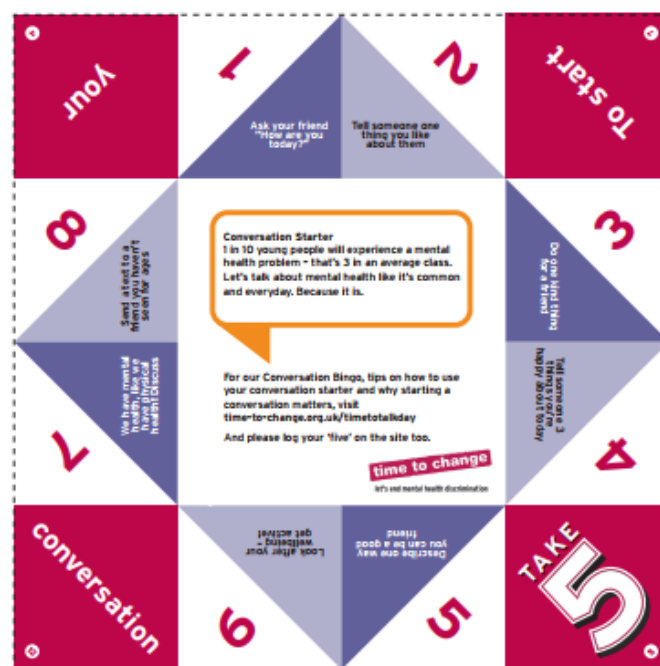 your
1
2
To start
Ask your friend
"How are you
today?"
Tell someone one
thing you like
about them
8
3
Send a text to a
friend you haven't
seen for ages
Do one kind thing
for a friend
Conversation Starter
1 in 10 young people will experience a mental
health problem - that's 3 in an average class.
Let's talk about mental health like it's common
and everyday. Because it is.
We have mental
health, like we
have physical
health! Discuss
Tell someone 3
things you're
happy about today
For our Conversation Bingo, tips on how to use
your conversation starter and why starting a
conversation matters, visit
time-to-change.org.uk/timetotalkday
And please log your 'five' on the site too.
7
4
time to change
let's end mental health discrimination
conversation
Look after your
wellbeing -
get active!
Describe one way
you can be a good
friend
6
5
TAKE
5